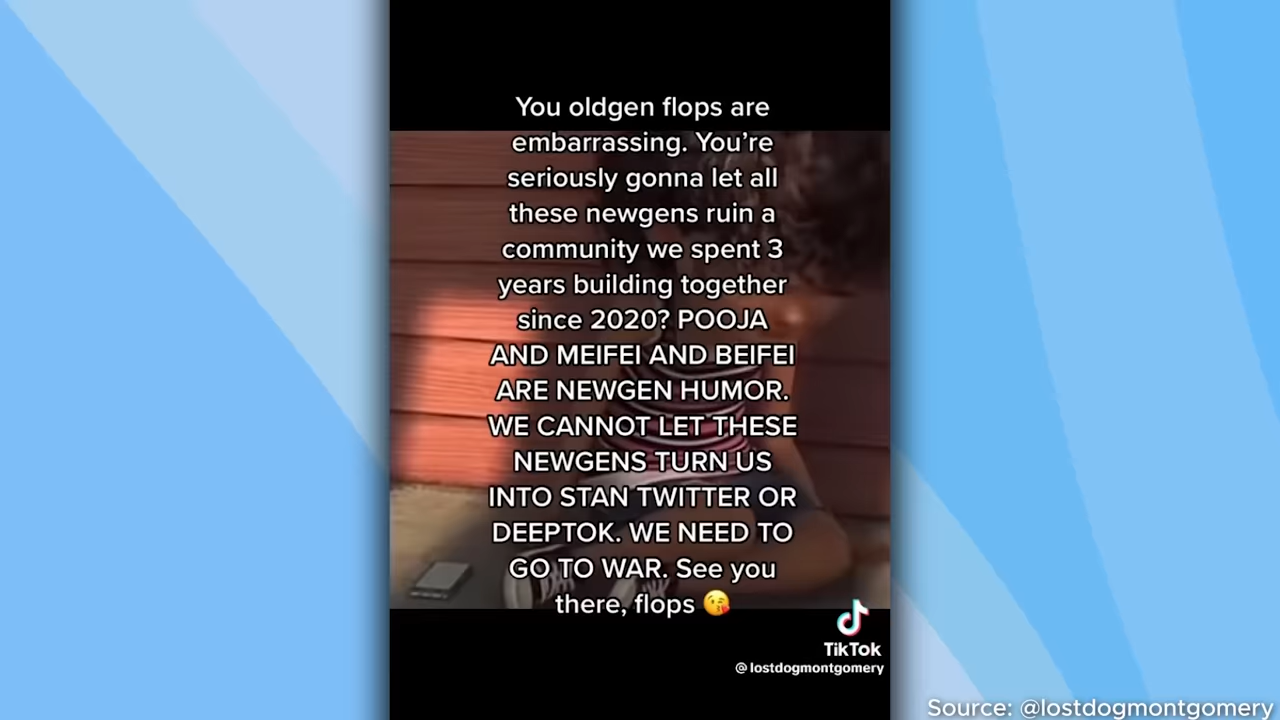 You oldgen flops are
embarrassing. You’re
seriously gonna let all
these newgens ruin a
community we spent 3
years building together
since 2020? POOJA
AND MEIFEI AND BEIFEI
ARE NEWGEN HUMOR.
WE CANNOT LET THESE
NEWGENS TURN US
INTO STAN TWITTER OR
DEEPTOK. WE NEED TO
GO TO WAR. See you
there, flops 😘
TikTok
@lostdogmontgomery
Source: @lostdogmontgomery